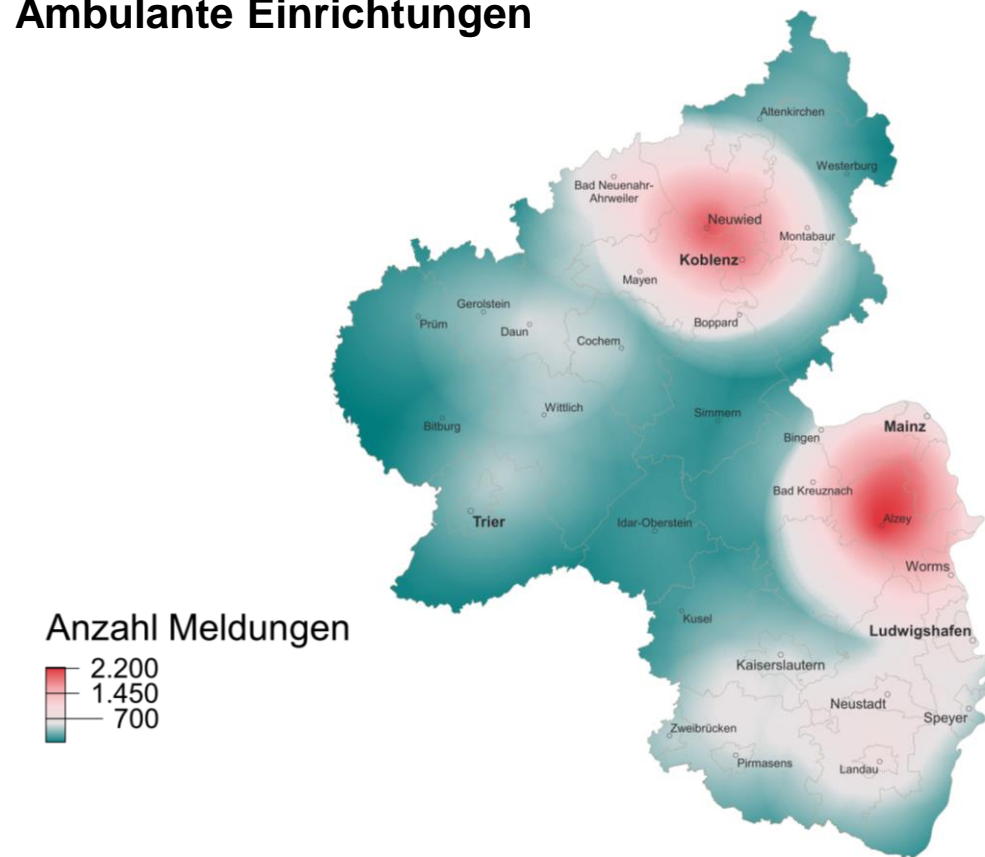 Ambulante Einrichtungen
Altenkirchen
Westerburg
Bad Neuenahr-
Ahrweiler
Neuwied
Montabaur
Koblenz
Mayen
Gerolstein
Prüm
Daun
Boppard
Cochem
Wittlich
Simmern
Bitburg
Bingen
Mainz
Bad Kreuznach
Trier
Idar-Oberstein
Alzey
Worms
Kusel
Ludwigshafen
Kaiserslautern
Neustadt
Speyer
Zweibrücken
Pirmasens
Landau
Anzahl Meldungen
2.200
1.450
700